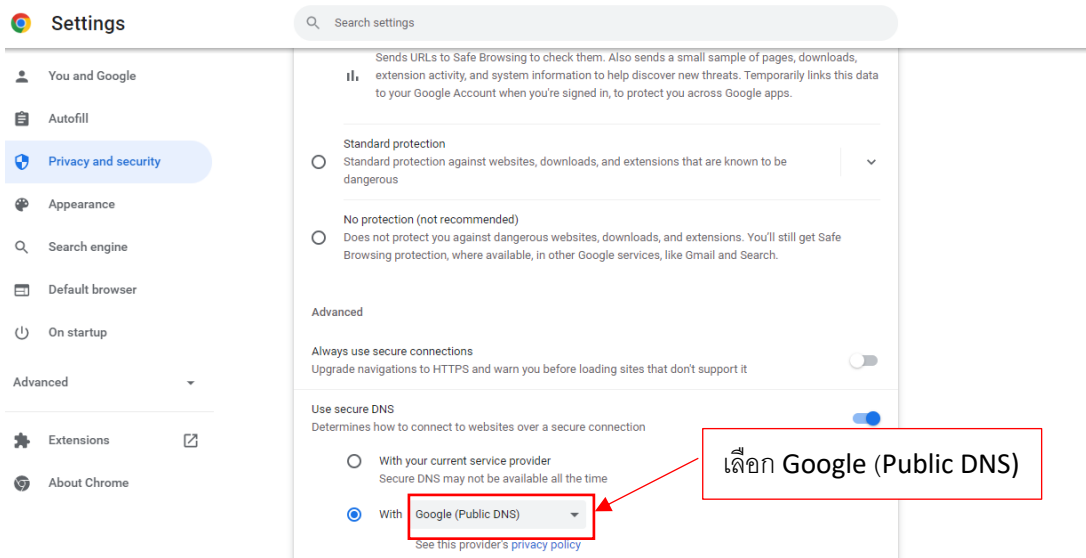 Settings
Search settings
You and Google
Autofill
Privacy and security
Appearance
Search engine
Default browser
On startup
Advanced
Extensions
About Chrome
Sends URLs to Safe Browsing to check them. Also sends a small sample of pages, downloads,
extension activity, and system information to help discover new threats. Temporarily links this data
to your Google Account when you're signed in, to protect you across Google apps.
Standard protection
Standard protection against websites, downloads, and extensions that are known to be
dangerous
No protection (not recommended)
Does not protect you against dangerous websites, downloads, and extensions. You'll still get Safe
Browsing protection, where available, in other Google services, like Gmail and Search.
Advanced
Always use secure connections
Upgrade navigations to HTTPS and warn you before loading sites that don't support it
Use secure DNS
Determines how to connect to websites over a secure connection
With your current service provider
Secure DNS may not be available all the time
With Google (Public DNS)
See this provider's privacy policy
เลือก Google (Public DNS)